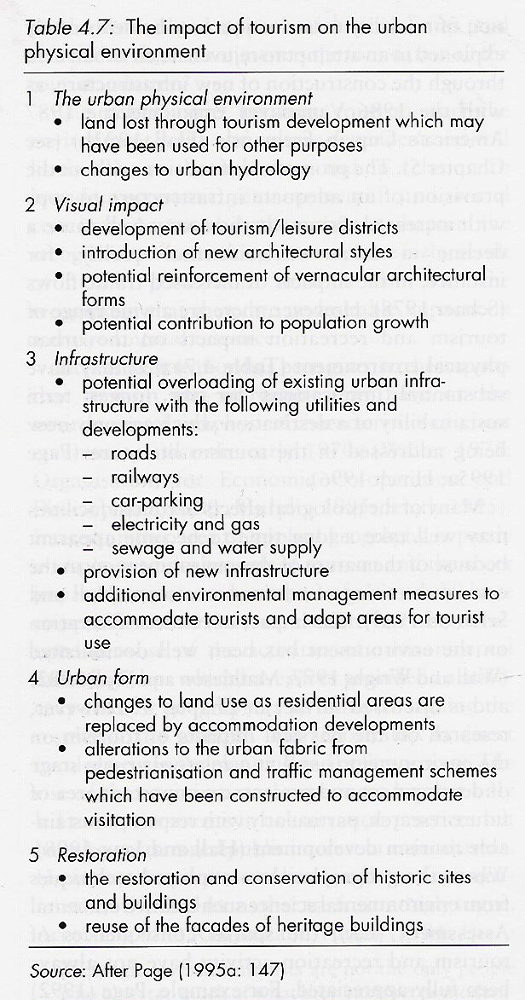 Table 4.7: The impact of tourism on the urban
physical environment
1 The urban physical environment
• land lost through tourism development which may
have been used for other purposes
• changes to urban hydrology
2 Visual impact
• development of tourism/leisure districts
• introduction of new architectural styles
• potential reinforcement of vernacular architectural
forms
• potential contribution to population growth
3 Infrastructure
• potential overloading of existing urban infra-
structure with the following utilities and
developments:
– roads
– railways
– car-parking
– electricity and gas
– sewage and water supply
• provision of new infrastructure
• additional environmental management measures to
accommodate tourists and adapt areas for tourist
use
4 Urban form
• changes to land use as residential areas are
replaced by accommodation developments
• alterations to the urban fabric from
pedestrianisation and traffic management schemes
which have been constructed to accommodate
visitation
5 Restoration
• the restoration and conservation of historic sites
and buildings
• reuse of the facades of heritage buildings
Source: After Page (1995a: 147)